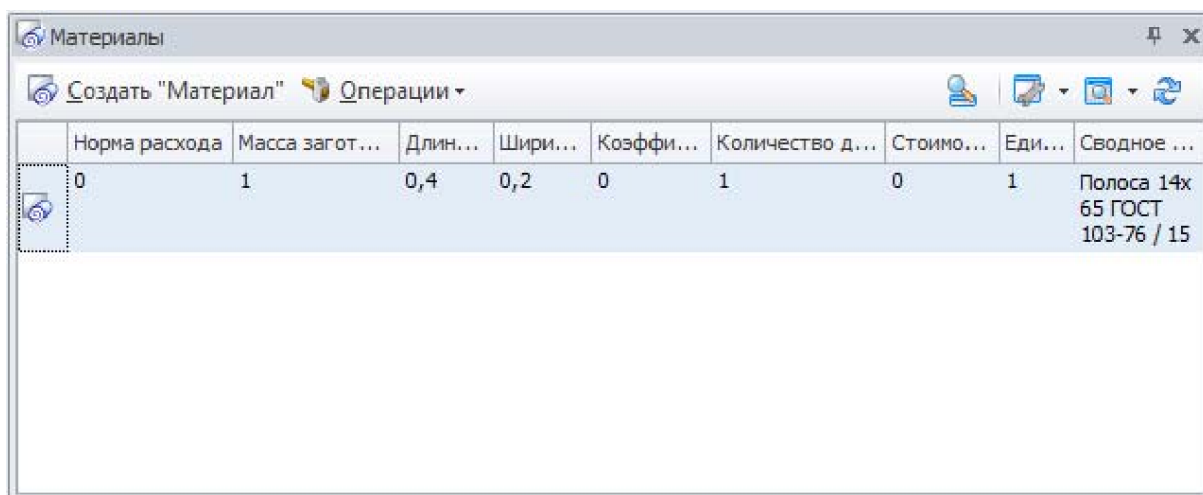 Материалы
Создать "Материал" Операции
Норма расхода Масса загот... Длин... Шири... Коэффи... Количество д... Стоимо... Еди... Сводное ...
0 1 0,4 0,2 0 1 0 1 Полоса 14х
65 ГОСТ
103-76 / 15